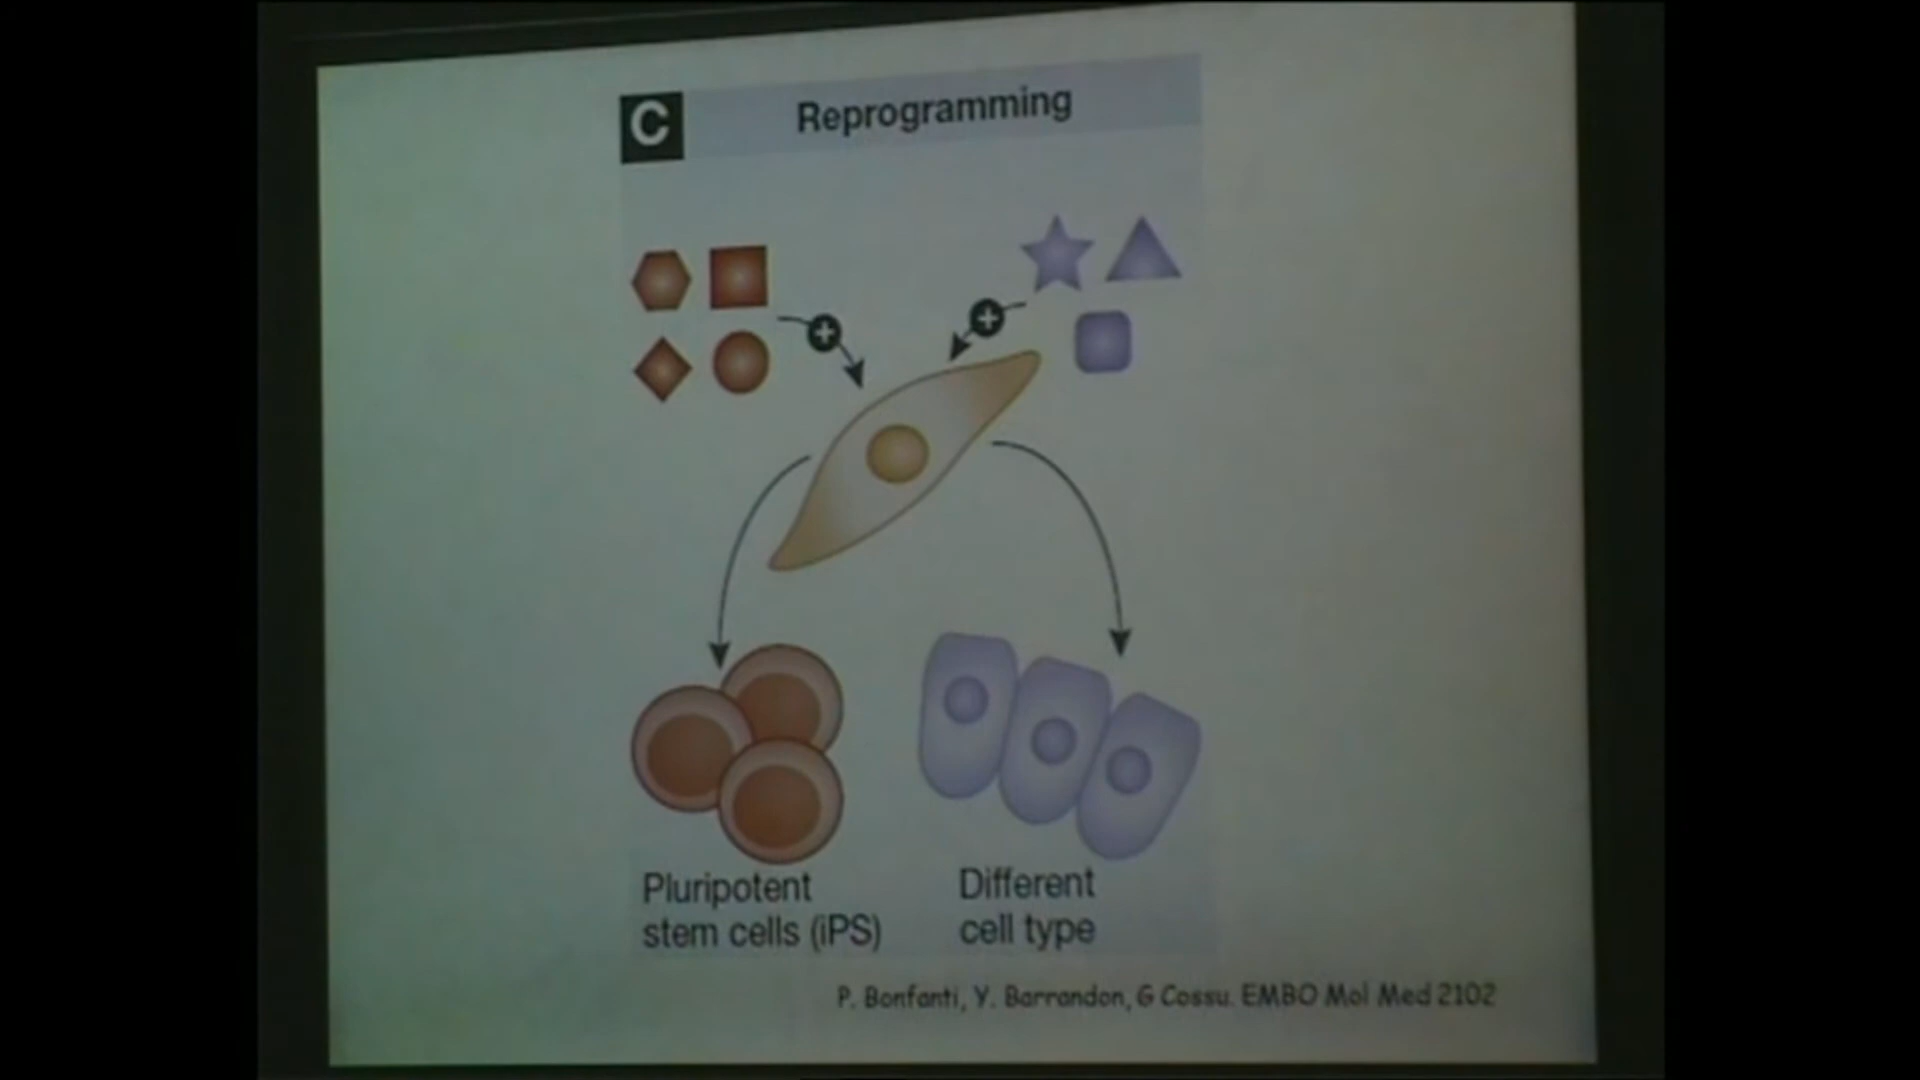 C Reprogramming
Pluripotent
stem cells (iPS)
Different
cell type
P. Bonfanti, Y. Barrandon, G Cossu. EMBO Mol Med 2102